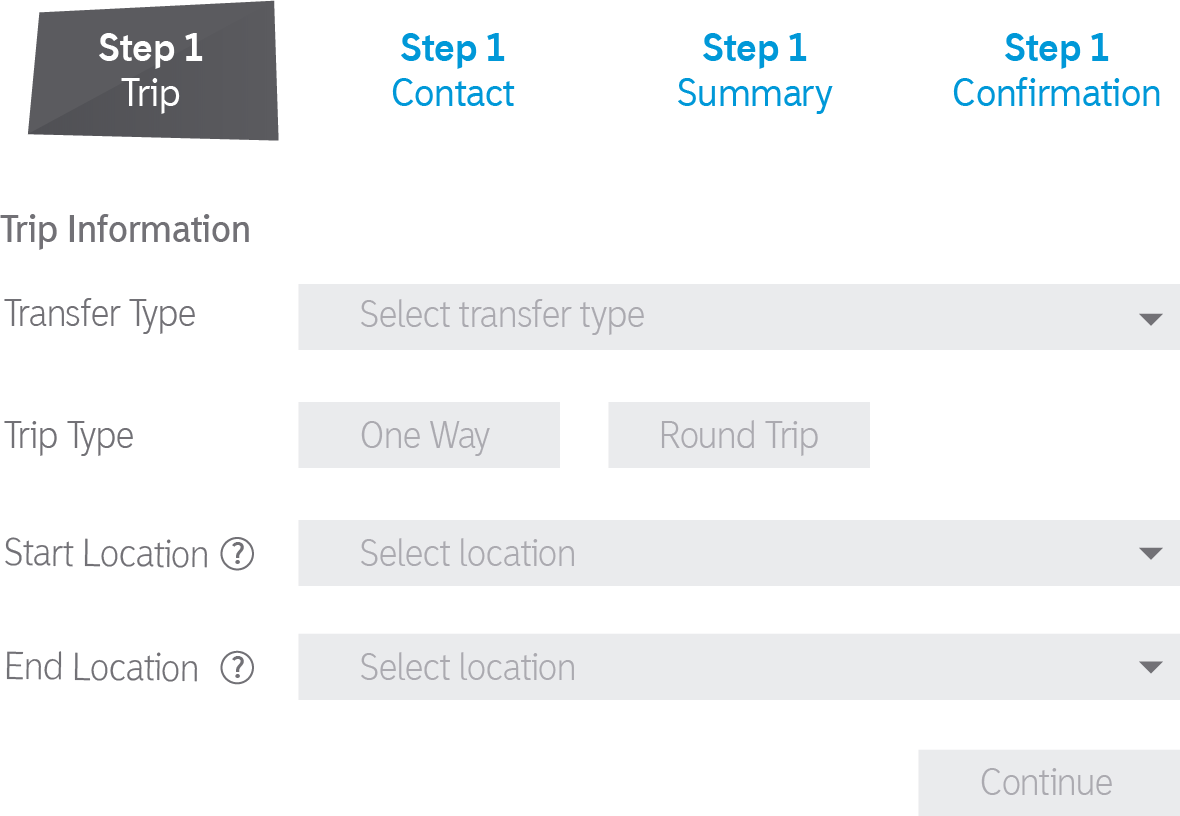 Step 1 Step 1 Step 1 Step 1
Trip Contact Summary Confirmation
Trip Information
Transfer Type Select transfer type
Trip Type One Way Round Trip
Start Location ? Select location
End Location ? Select location
Continue